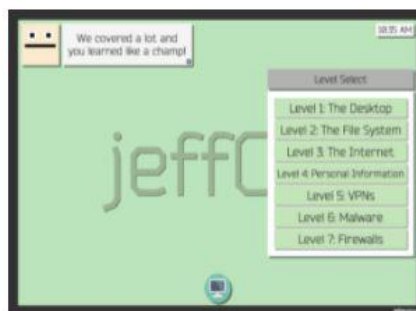 We covered a lot and
you learned like a champ!
10:35 AM
Level Select
Level 1: The Desktop
Level 2: The File System
Level 3: The Internet
Level 4: Personal Information
Level 5: VPNs
Level 6: Malware
Level 7: Firewalls